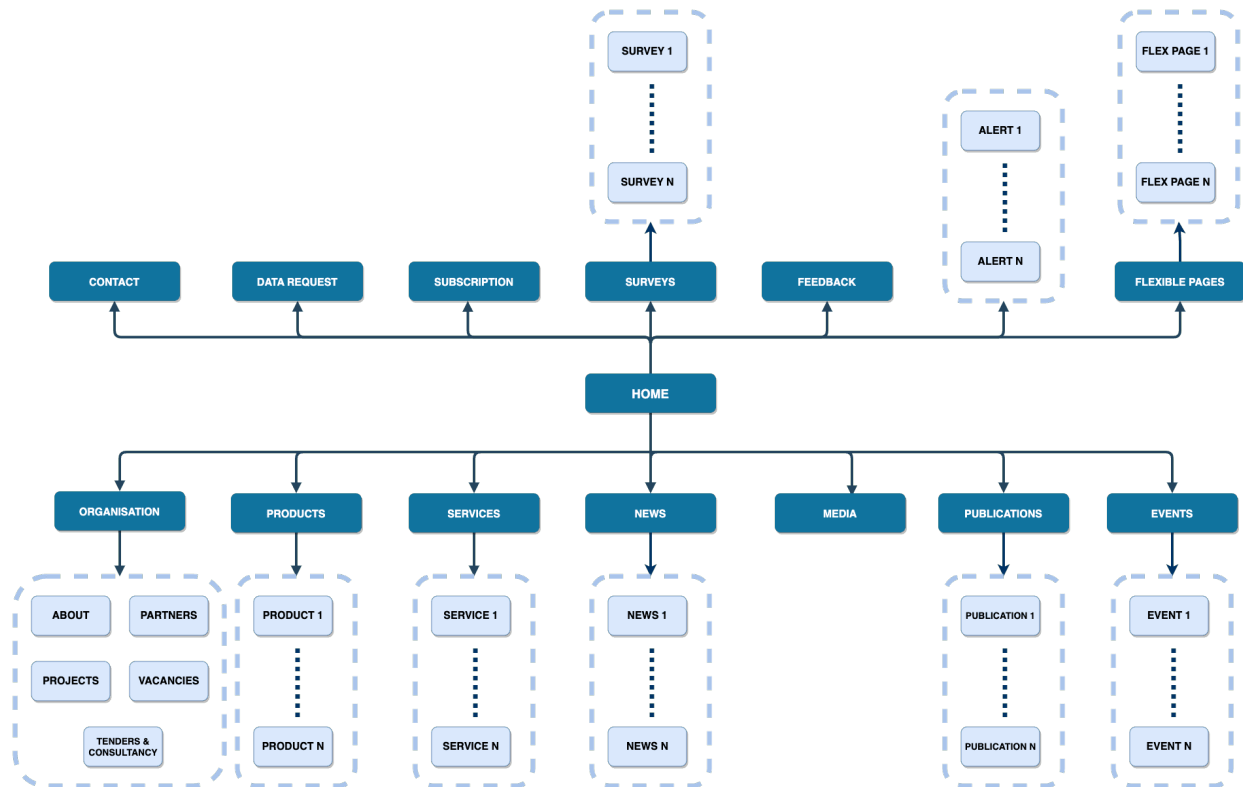 SURVEY 1
FLEX PAGE 1
ALERT 1
SURVEY N
FLEX PAGE N
ALERT N
CONTACT
DATA REQUEST
SUBSCRIPTION
SURVEYS
FEEDBACK
FLEXIBLE PAGES
HOME
ORGANISATION
PRODUCTS
SERVICES
NEWS
MEDIA
PUBLICATIONS
EVENTS
ABOUT
PARTNERS
PRODUCT 1
SERVICE 1
NEWS 1
PUBLICATION 1
EVENT 1
PROJECTS
VACANCIES
TENDERS &
CONSULTANCY
PRODUCT N
SERVICE N
NEWS N
PUBLICATION N
EVENT N